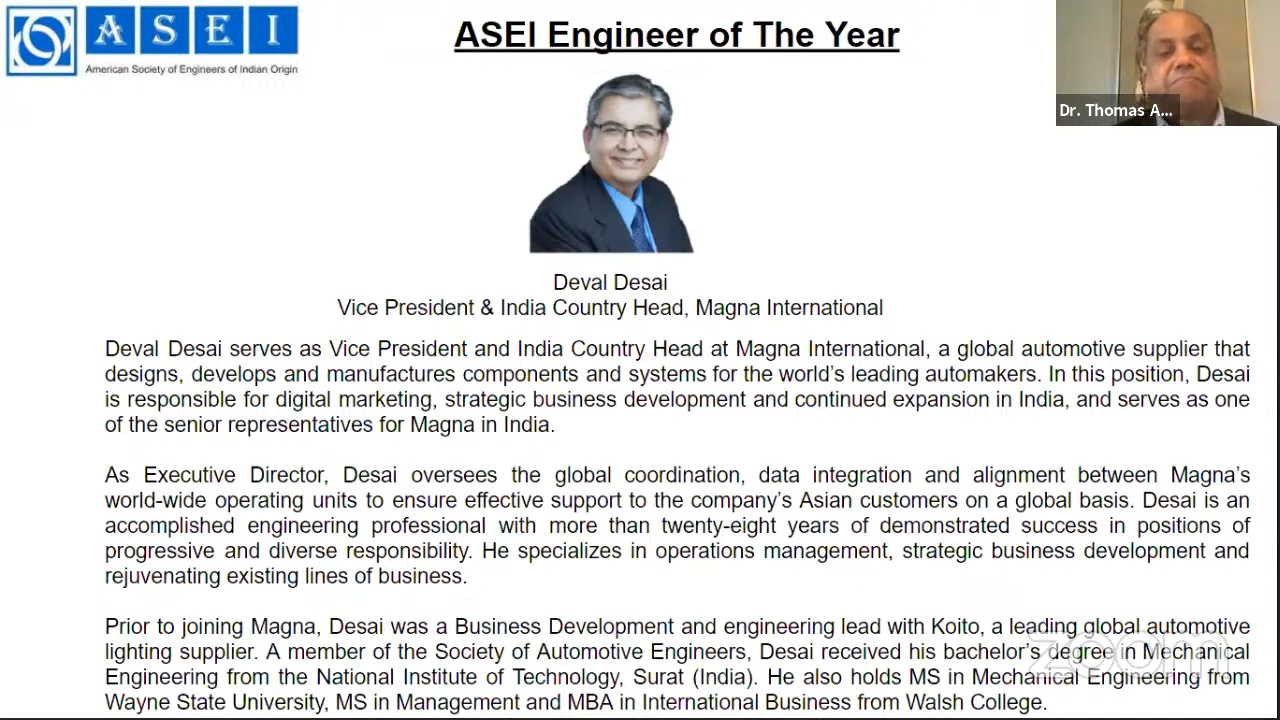 A S E I
American Society of Engineers of Indian Origin
ASEI Engineer of The Year
Dr. Thomas A...
Deval Desai
Vice President & India Country Head, Magna International
Deval Desai serves as Vice President and India Country Head at Magna International, a global automotive supplier that
designs, develops and manufactures components and systems for the world's leading automakers. In this position, Desai
is responsible for digital marketing, strategic business development and continued expansion in India, and serves as one
of the senior representatives for Magna in India.
As Executive Director, Desai oversees the global coordination, data integration and alignment between Magna's
world-wide operating units to ensure effective support to the company's Asian customers on a global basis. Desai is an
accomplished engineering professional with more than twenty-eight years of demonstrated success in positions of
progressive and diverse responsibility. He specializes in operations management, strategic business development and
rejuvenating existing lines of business.
Prior to joining Magna, Desai was a Business Development and engineering lead with Koito, a leading global automotive
lighting supplier. A member of the Society of Automotive Engineers, Desai received his bachelor's degree in Mechanical
Engineering from the National Institute of Technology, Surat (India). He also holds MS in Mechanical Engineering from
Wayne State University, MS in Management and MBA in International Business from Walsh College.
zoom